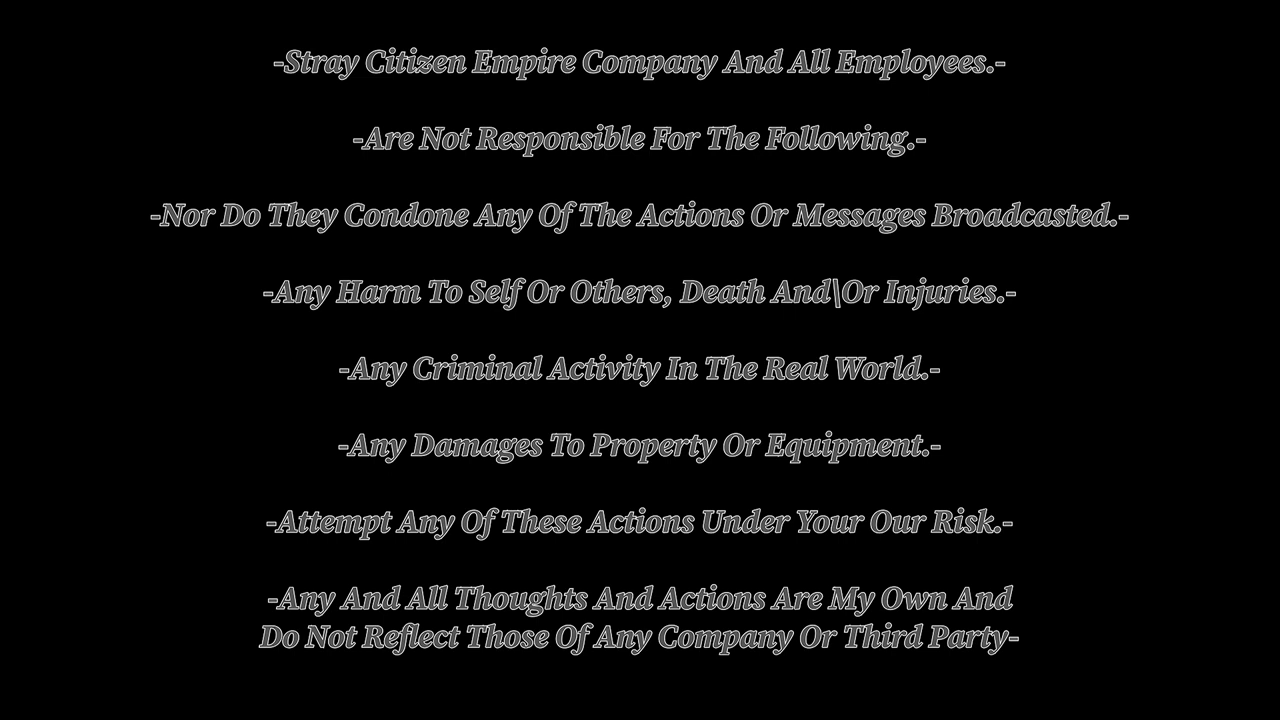 -Stray Citizen Empire Company And All Employees.-
-Are Not Responsible For The Following.-
-Nor Do They Condone Any Of The Actions Or Messages Broadcasted.-
-Any Harm To Self Or Others, Death And\Or Injuries.-
-Any Criminal Activity In The Real World.-
-Any Damages To Property Or Equipment.-
-Attempt Any Of These Actions Under Your Our Risk.-
-Any And All Thoughts And Actions Are My Own And
Do Not Reflect Those Of Any Company Or Third Party-